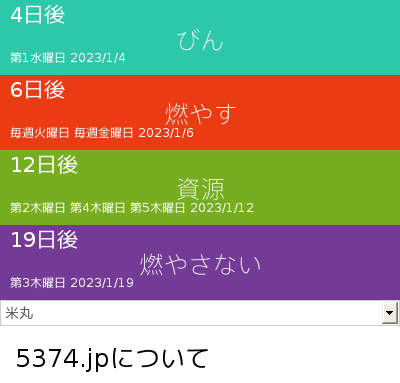 4日後
びん
第1水曜日 2023/1/4
6日後
燃やす
毎週火曜日 毎週金曜日 2023/1/6
12日後
資源
第2木曜日 第4木曜日 第5木曜日 2023/1/12
19日後
燃やさない
第3木曜日 2023/1/19
米丸
5374.jpについて